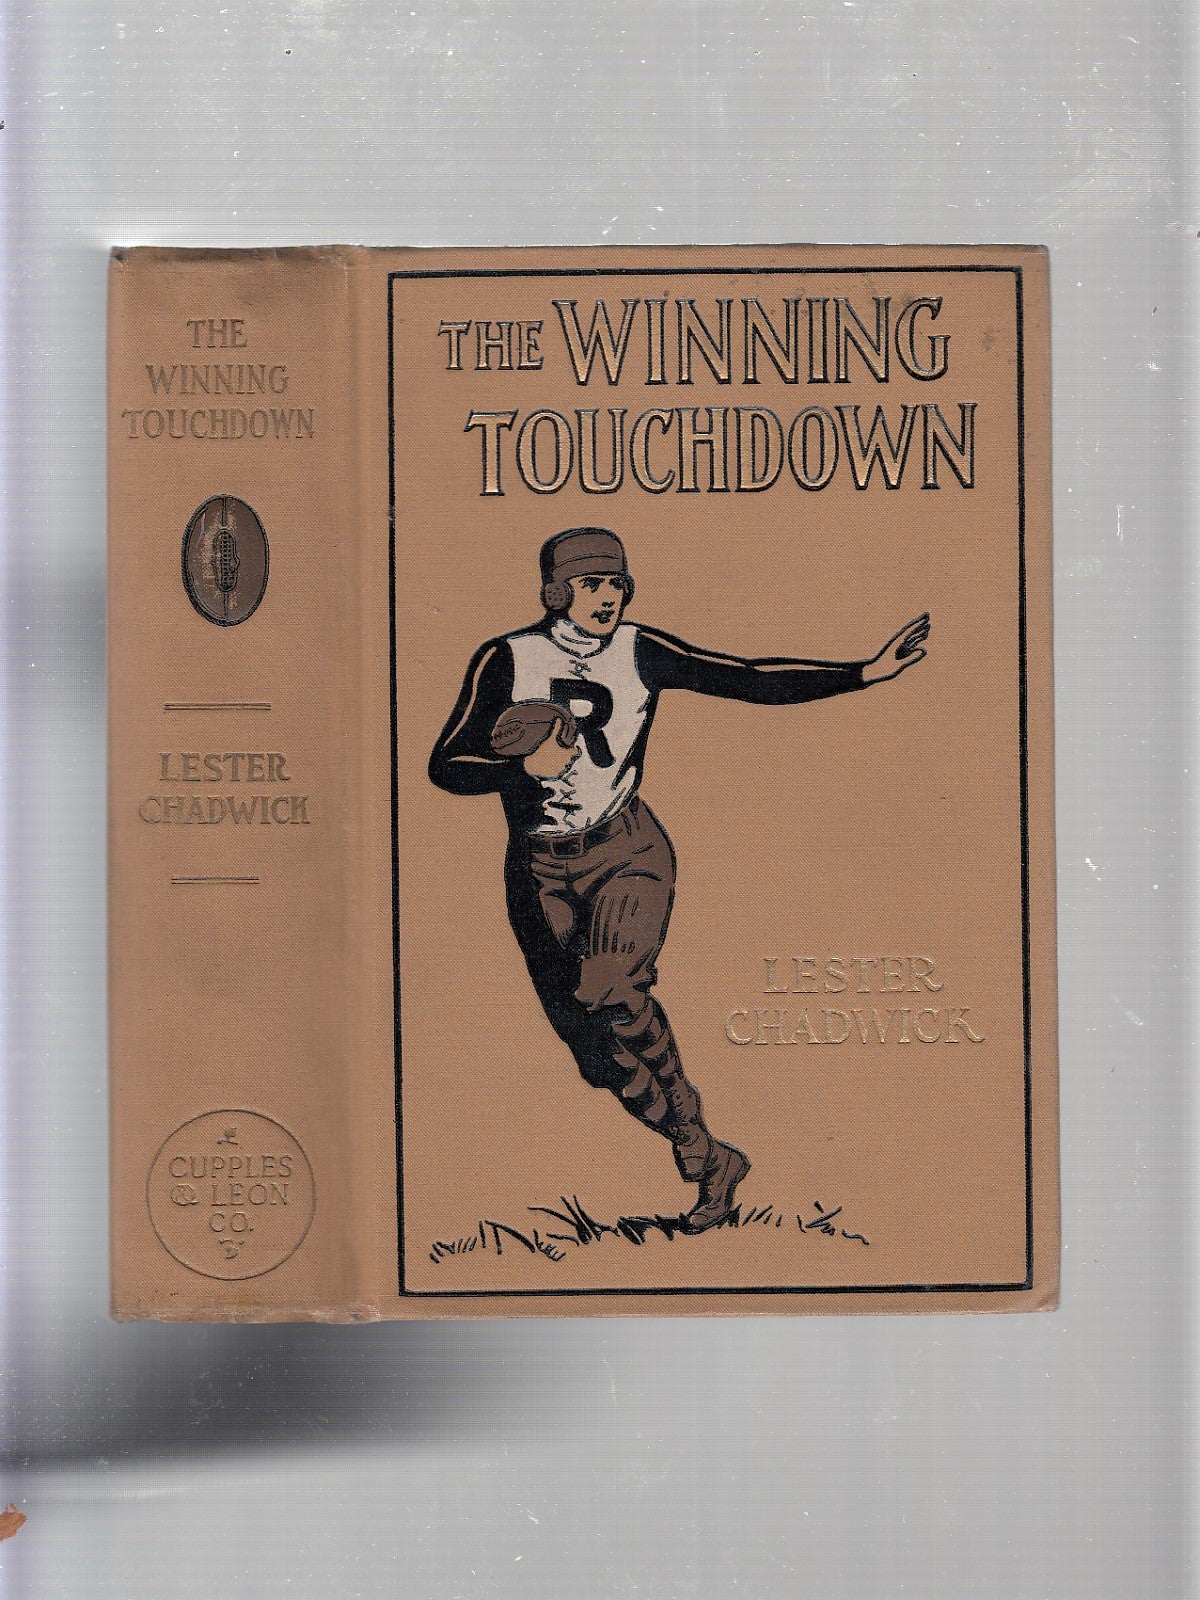 THE
WINNING
TOUCHDOWN
LESTER
CHADWICK
CUPPLES
& LEON
CO.
THE WINNING
TOUCHDOWN
R
LESTER
CHADWICK